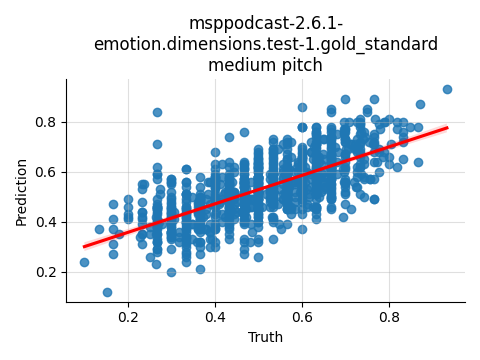 msppodcast-2.6.1-
emotion.dimensions.test-1.gold_standard
medium pitch
Prediction
0.8
0.6
0.4
0.2
0.2 0.4 0.6 0.8
Truth